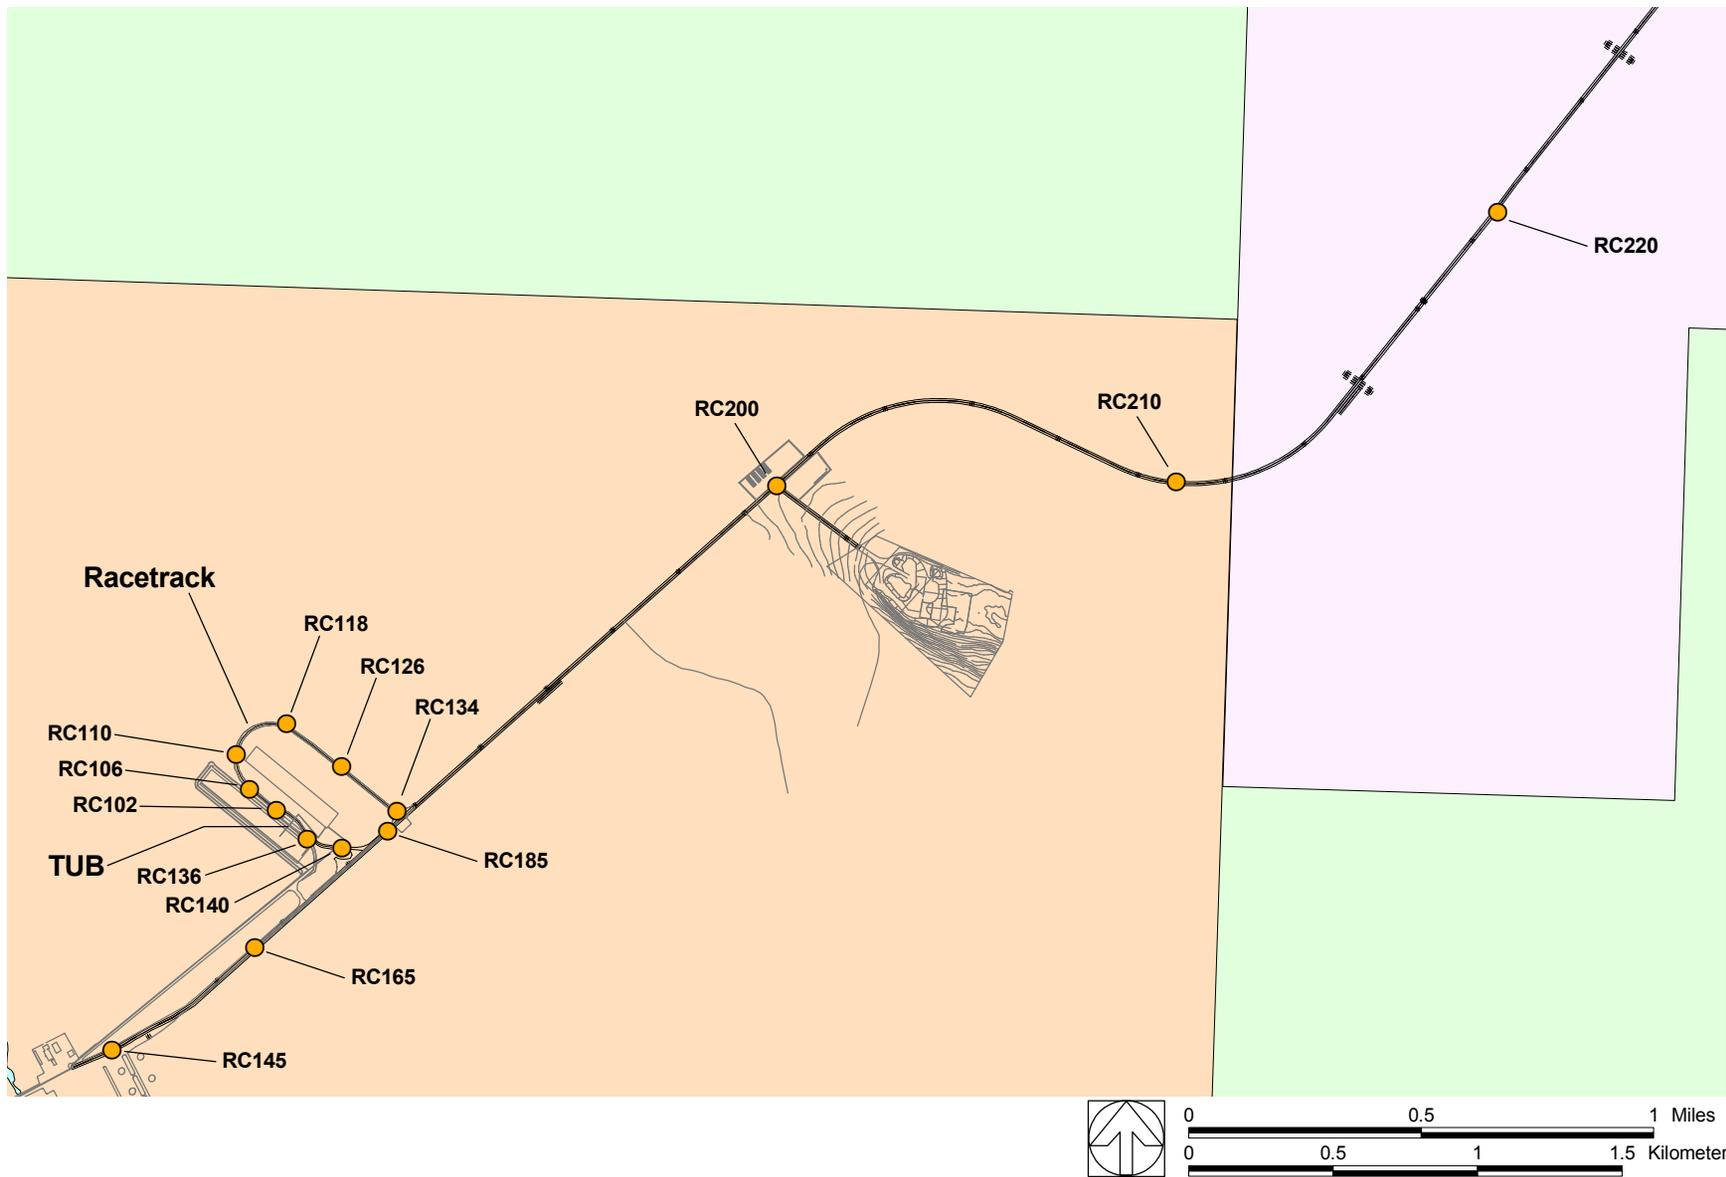 RC220
RC210
RC200
Racetrack
RC118
RC126
RC134
RC110
RC106
RC102
TUB
RC136
RC185
RC140
RC165
RC145
0 0.5 1 Miles
0 0.5 1 1.5 Kilometer